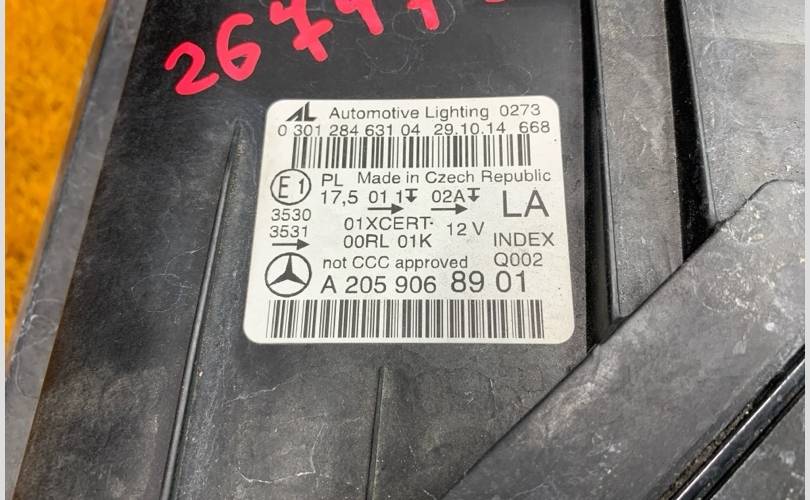 26797
AL Automotive Lighting 0273
0 301 284 631 04 29.10.14 668
E1 PL Made in Czech Republic
17,5 01 1 02A LA
3530 01XCERT- 12 V
3531 00RL 01K INDEX
not CCC approved Q002
A 205 906 89 01